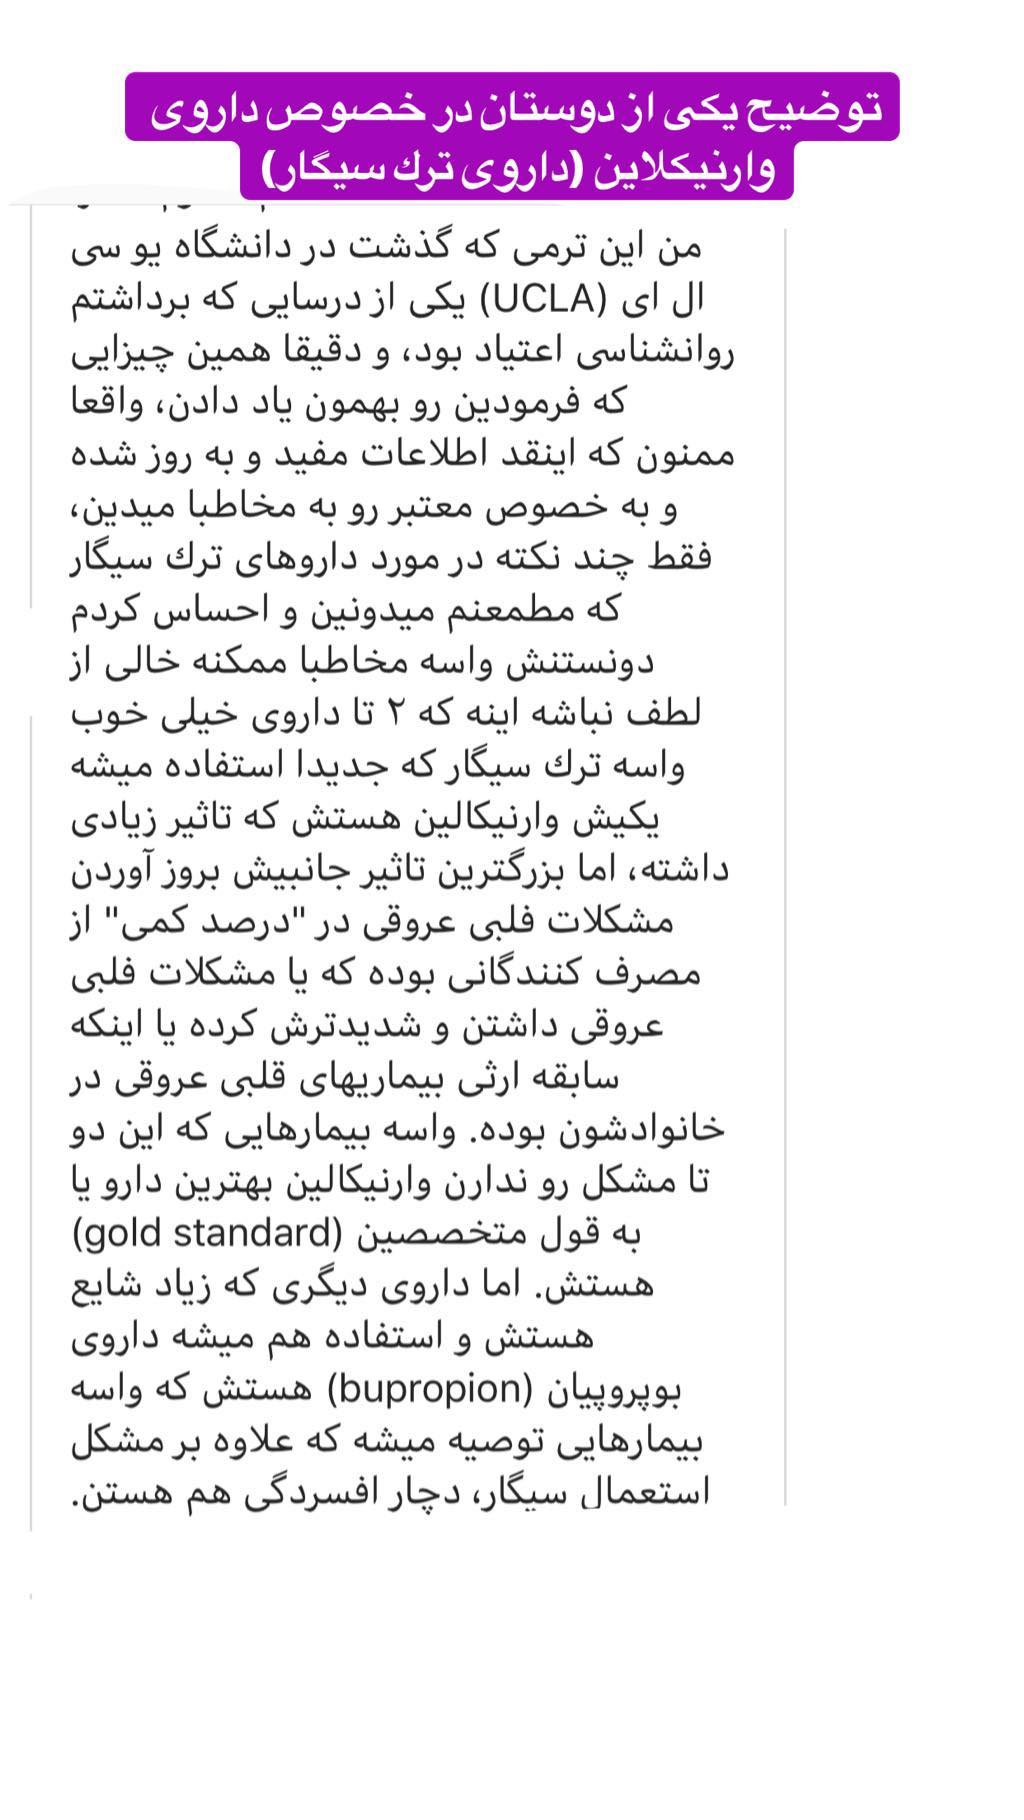 توضیح یکی از دوستان در خصوص داروی
وارنیکلاین (داروی ترك سیگار)
من این ترمی که گذشت در دانشگاه یو سی
ال ای (UCLA) یکی از درسایی که برداشتم
روانشناسی اعتیاد بود، و دقیقا همین چیزایی
که فرمودین رو بهمون یاد دادن، واقعا
ممنون که اینقد اطلاعات مفید و به روز شده
و به خصوص معتبر رو به مخاطبا میدین،
فقط چند نکته در مورد داروهای ترك سیگار
که مطمعنم میدونین و احساس کردم
دونستنش واسه مخاطبا ممکنه خالی از
لطف نباشه اینه که ۲ تا داروی خیلی خوب
واسه ترك سیگار که جدیدا استفاده میشه
یکیش وارنیکالین هستش که تاثیر زیادی
داشته، اما بزرگترین تاثیر جانبیش بروز آوردن
مشکلات فلبی عروقی در "درصد کمی" از
مصرف کنندگانی بوده که یا مشکلات فلبی
عروقی داشتن و شدیدترش کرده یا اینکه
سابقه ارثی بیماریهای قلبی عروقی در
خانوادشون بوده. واسه بیمارهایی که این دو
تا مشکل رو ندارن وارنیکالین بهترین دارو یا
به قول متخصصین (gold standard)
هستش. اما داروی دیگری که زیاد شایع
هستش و استفاده هم میشه داروی
بوپروپیان (bupropion) هستش که واسه
بیمارهایی توصیه میشه که علاوه بر مشکل
استعمال سیگار، دچار افسردگی هم هستن.